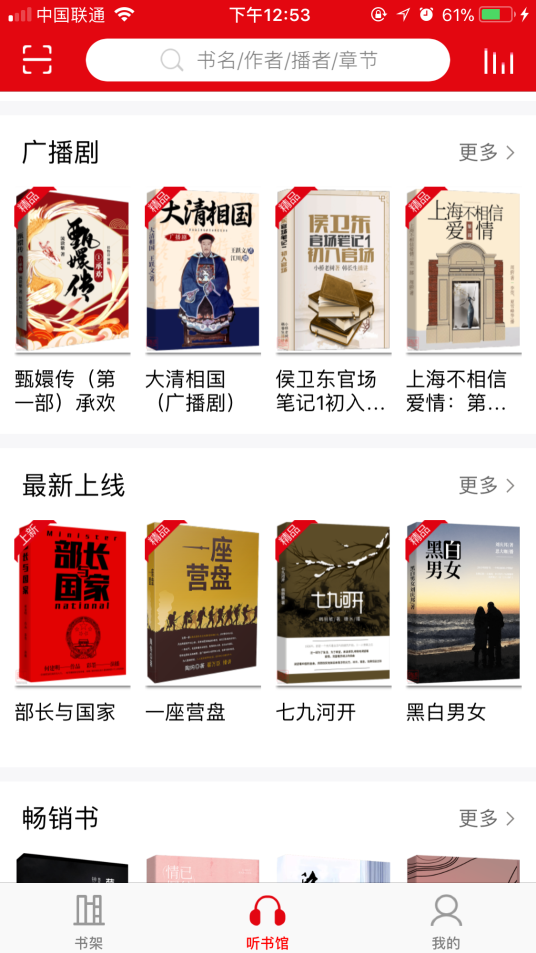 中国联通 下午12:53 61%
书名/作者/播者/章节
广播剧 更多
精品 精品 精品 精品
甄嬛传
承欢
大清相国
广播剧
侯卫东
官场笔记1
初入官场
上海不相信
爱情
甄嬛传（第一部）承欢
大清相国（广播剧）
侯卫东官场笔记1初入...
上海不相信爱情：第...
最新上线 更多
上新 精品 精品 精品
Minister
部长
与
国家
national
一座
营盘
七九河开
黑白
男女
部长与国家 一座营盘 七九河开 黑白男女
畅销书 更多
书架 听书馆 我的